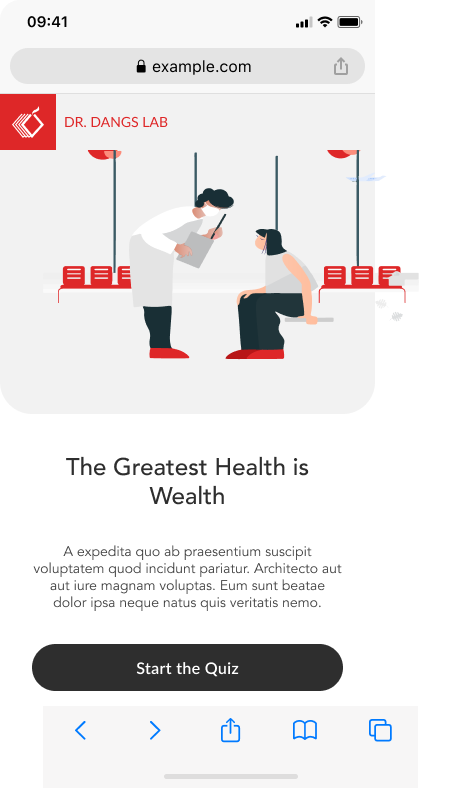 09:41
example.com
DR. DANGS LAB
The Greatest Health is
Wealth
A expedita quo ab praesentium suscipit
voluptatem quod incidunt pariatur. Architecto aut
aut iure magnam voluptas. Eum sunt beatae
dolor ipsa neque natus quis veritatis nemo.
Start the Quiz